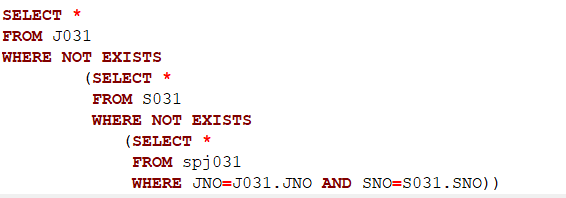 SELECT *
FROM J031
WHERE NOT EXISTS
(SELECT *
FROM S031
WHERE NOT EXISTS
(SELECT *
FROM spj031
WHERE JNO=J031.JNO AND SNO=S031.SNO))